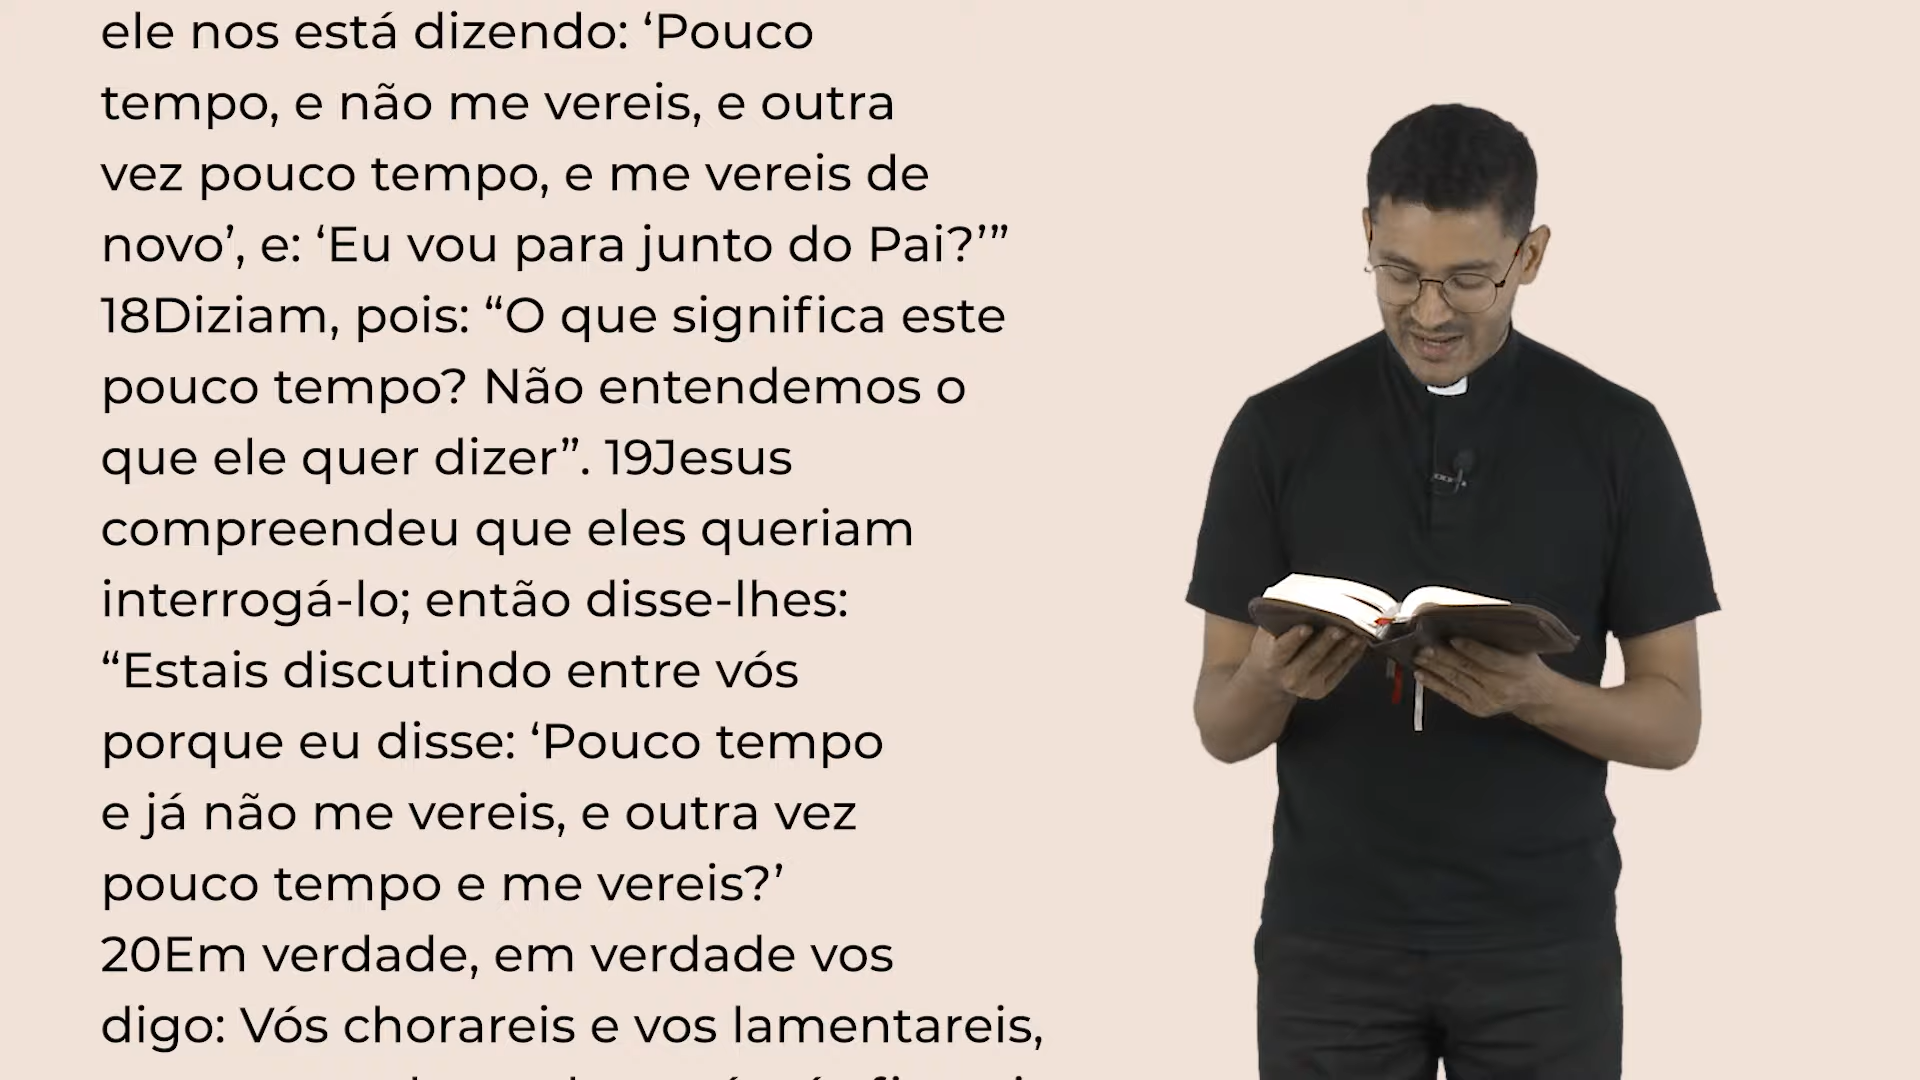 ele nos está dizendo: ‘Pouco
tempo, e não me vereis, e outra
vez pouco tempo, e me vereis de
novo’, e: ‘Eu vou para junto do Pai?’”
18Diziam, pois: “O que significa este
pouco tempo? Não entendemos o
que ele quer dizer”. 19Jesus
compreendeu que eles queriam
interrogá-lo; então disse-lhes:
“Estais discutindo entre vós
porque eu disse: ‘Pouco tempo
e já não me vereis, e outra vez
pouco tempo e me vereis?’
20Em verdade, em verdade vos
digo: Vós chorareis e vos lamentareis,